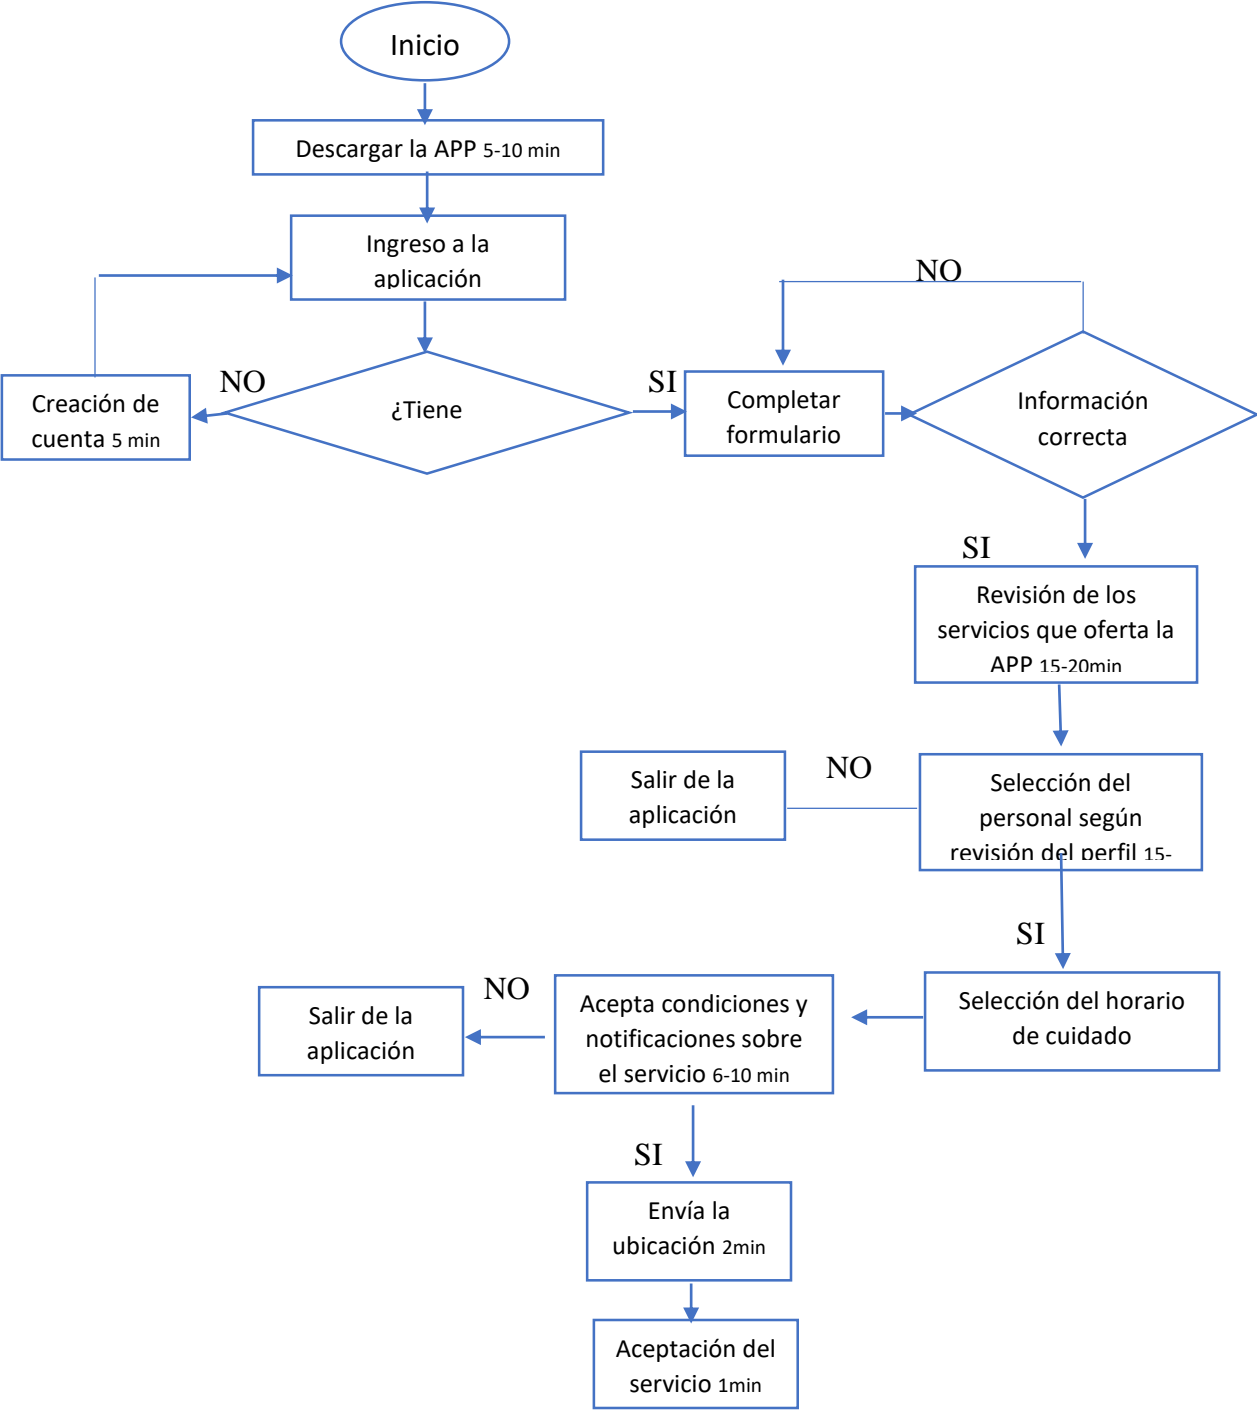 Inicio
Descargar la APP 5-10 min
Ingreso a la
aplicación
NO
Creación de
cuenta 5 min
NO
¿Tiene
SI
Completar
formulario
Información
correcta
SI
Revisión de los
servicios que oferta la
APP 15-20min
Salir de la
aplicación
NO
Selección del
personal según
revisión del perfil 15-
SI
Selección del horario
de cuidado
Acepta condiciones y
notificaciones sobre
el servicio 6-10 min
NO
Salir de la
aplicación
SI
Envía la
ubicación 2min
Aceptación del
servicio 1min